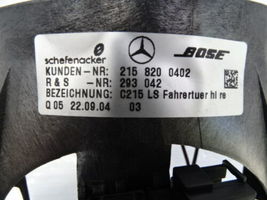 schefenacker BOSE
KUNDEN-NR: 215 820 0402
R & S -NR: 293 042
BEZEICHNUNG: C215 LS Fahrertuer hl re
Q 05 22.09.04 03